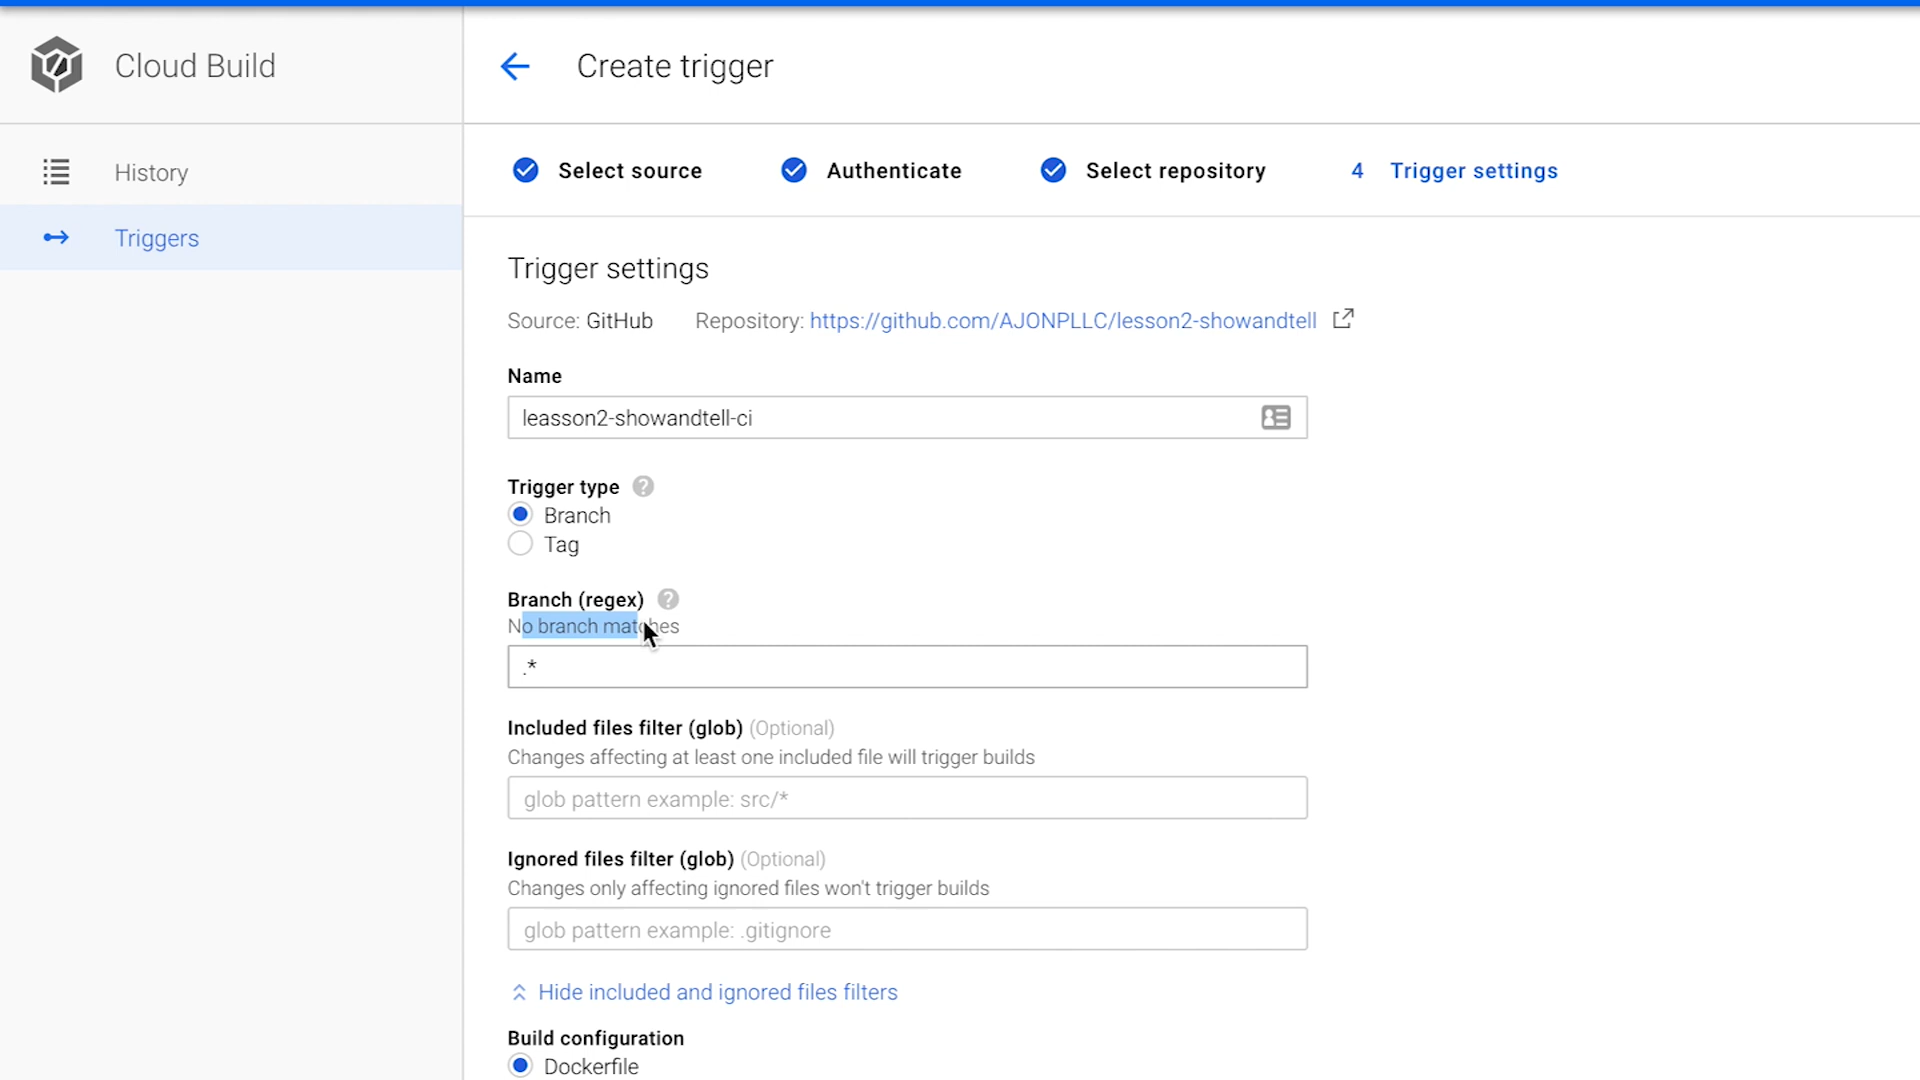 Cloud Build
Create trigger
History
Triggers
Select source
Authenticate
Select repository
4 Trigger settings
Trigger settings
Source: GitHub Repository: https://github.com/AJONPLLC/lesson2-showandtell
Name
leasson2-showandtell-ci
Trigger type ?
Branch
Tag
Branch (regex) ?
No branch matches
.*
Included files filter (glob) (Optional)
Changes affecting at least one included file will trigger builds
glob pattern example: src/*
Ignored files filter (glob) (Optional)
Changes only affecting ignored files won't trigger builds
glob pattern example: .gitignore
Hide included and ignored files filters
Build configuration
Dockerfile